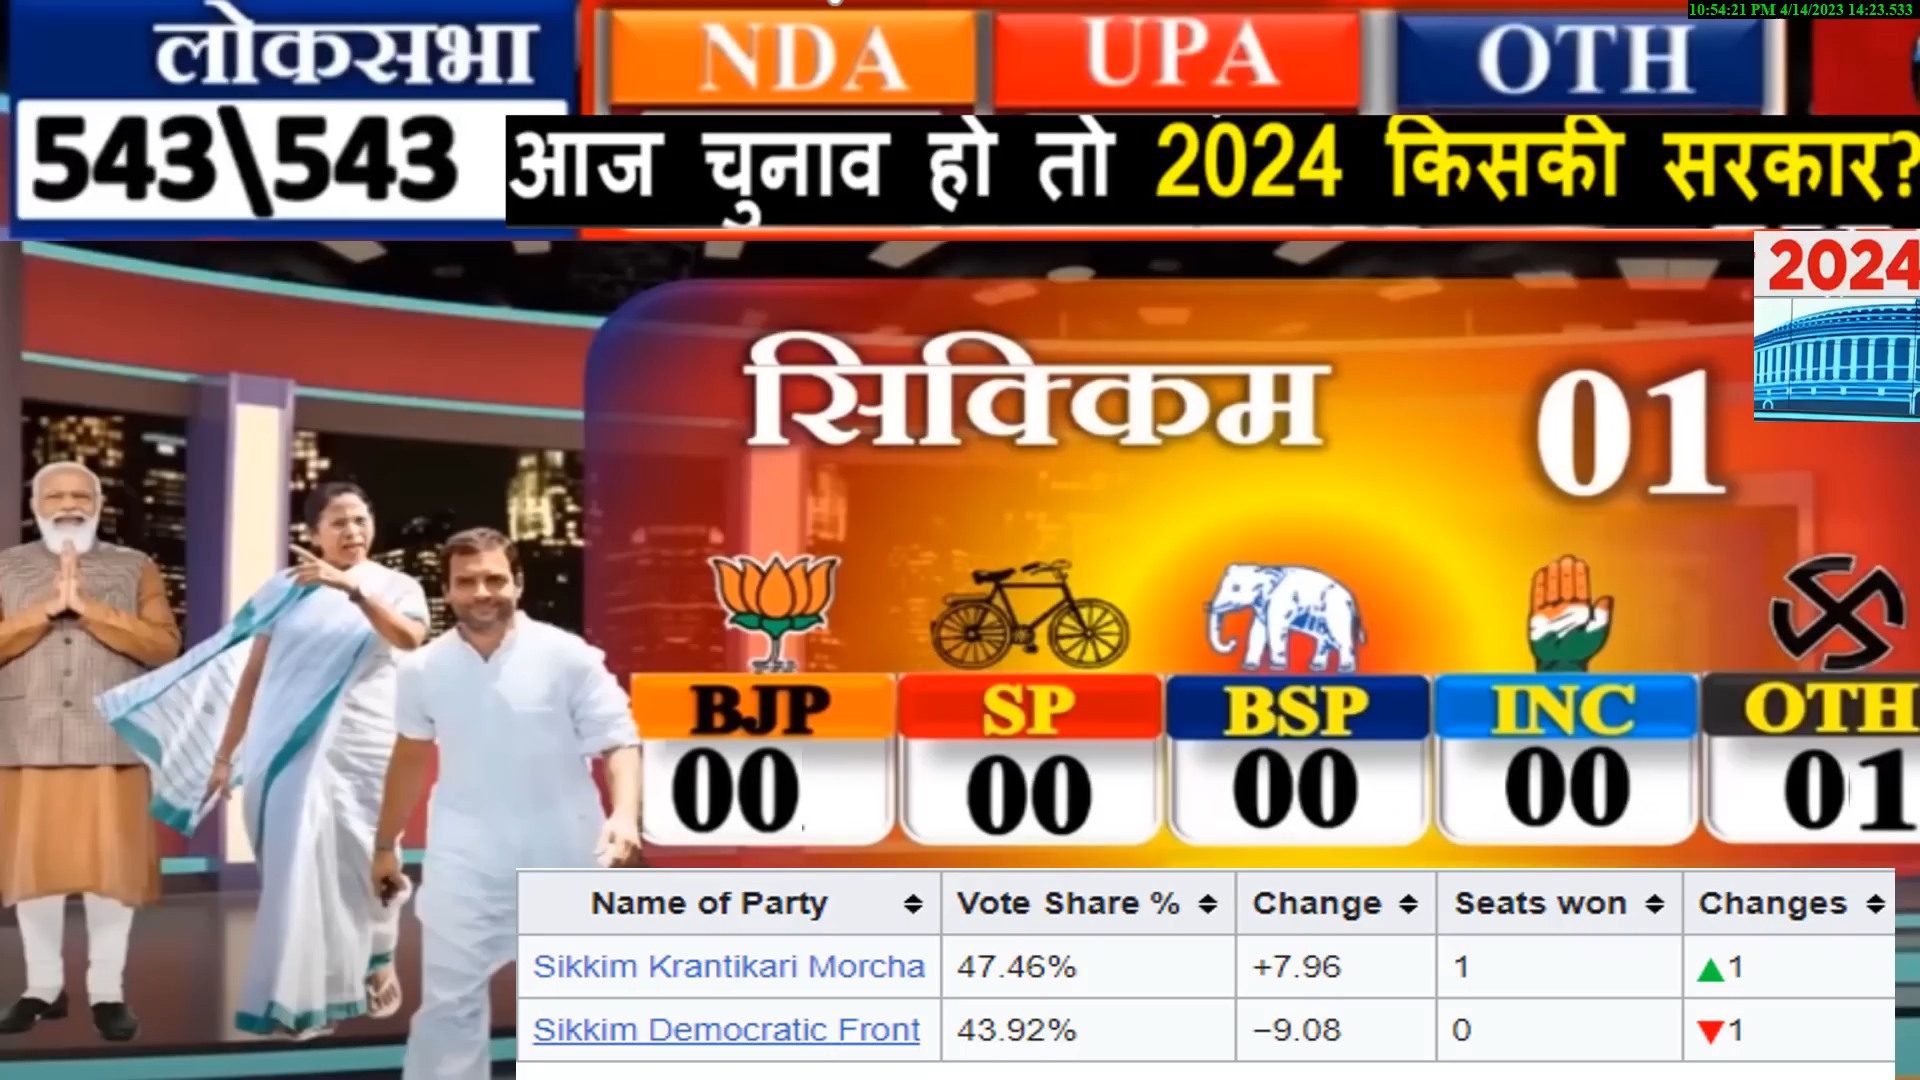 10:54:21 PM 4/14/2023 14:23.533
लोकसभा NDA UPA OTH
543\543
आज चुनाव हो तो 2024 किसकी सरकार?
2024
सिक्किम 01
BJP SP BSP INC OTH
00 00 00 00 01
Name of Party Vote Share % Change Seats won Changes
Sikkim Krantikari Morcha 47.46% +7.96 1 ▲1
Sikkim Democratic Front 43.92% −9.08 0 ▼1